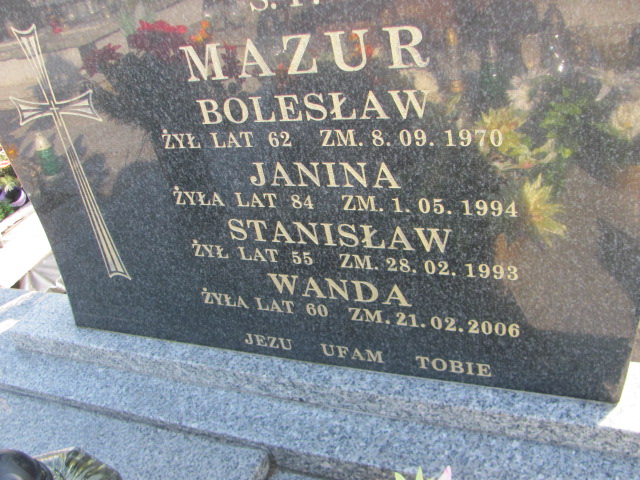 Ś. P.
MAZUR
BOLESŁAW
ŻYŁ LAT 62 ZM. 8. 09. 1970
JANINA
ŻYŁA LAT 84 ZM. 1. 05. 1994
STANISŁAW
ŻYŁ LAT 55 ZM. 28. 02. 1993
WANDA
ŻYŁA LAT 60 ZM. 21. 02. 2006
JEZU UFAM TOBIE